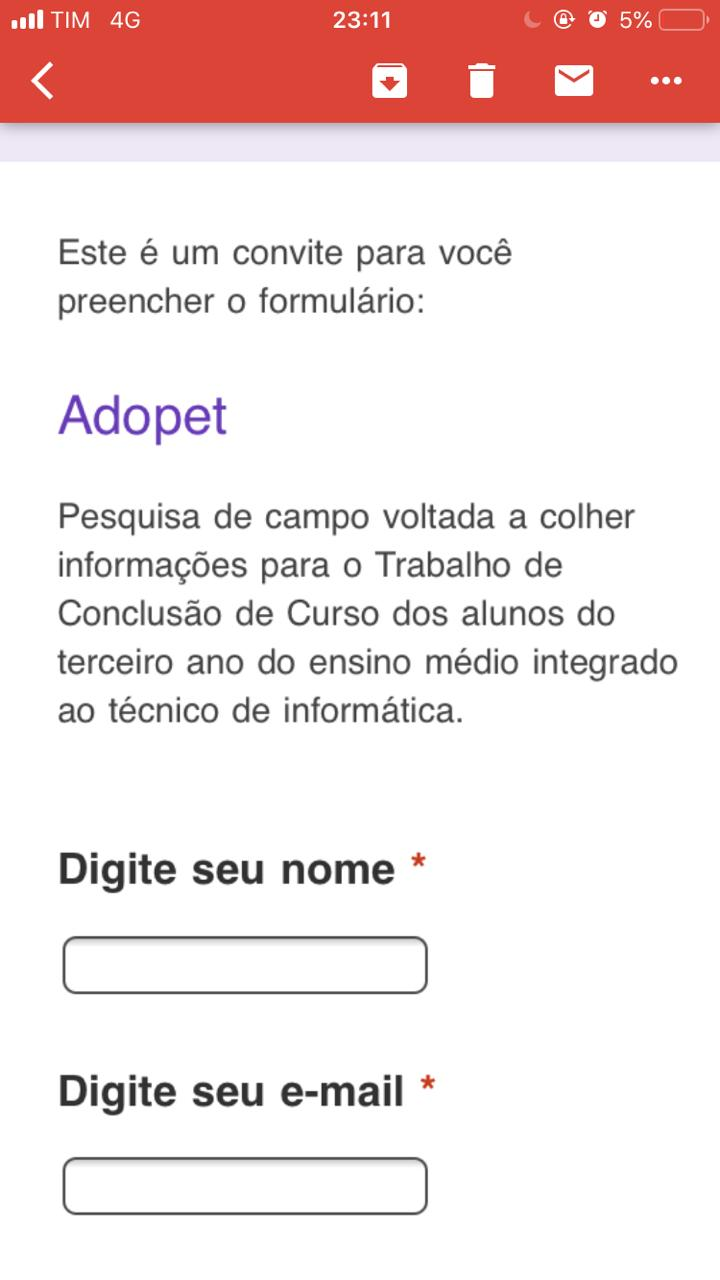 TIM 4G 23:11 5%
Este é um convite para você
preencher o formulário:
Adopet
Pesquisa de campo voltada a colher
informações para o Trabalho de
Conclusão de Curso dos alunos do
terceiro ano do ensino médio integrado
ao técnico de informática.
Digite seu nome *
Digite seu e-mail *